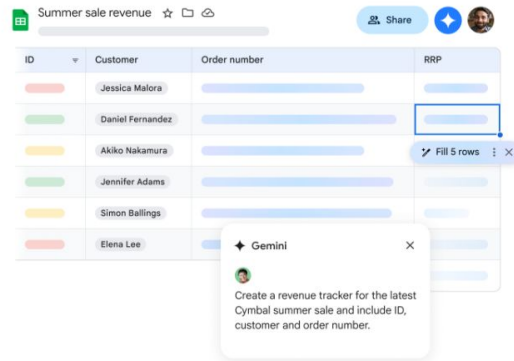 Summer sale revenue
Share
ID Customer Order number RRP
Jessica Malora
Daniel Fernandez
Akiko Nakamura
Fill 5 rows
Jennifer Adams
Simon Ballings
Elena Lee
Gemini
Create a revenue tracker for the latest
Cymbal summer sale and include ID,
customer and order number.